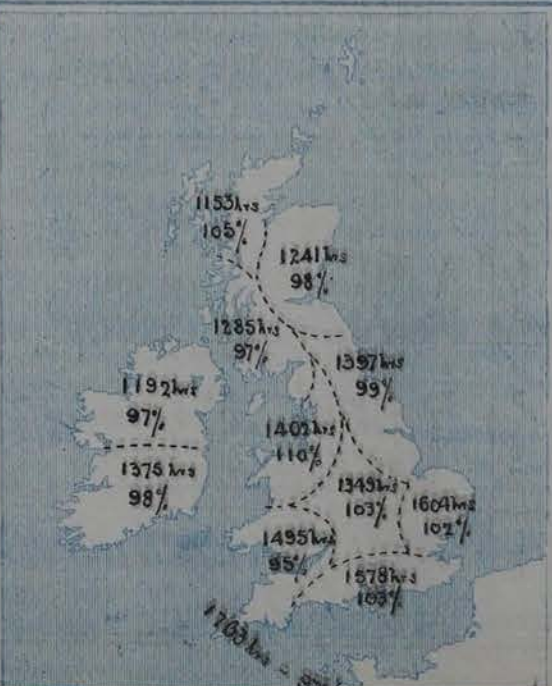 1153hrs
105%
1241hrs
98%
1285hrs
97%
1397hrs
99%
1192hrs
97%
1402hrs
110%
1375hrs
98%
1349hrs
103%
1604hrs
102%
1495hrs
95%
1578hrs
103%
1763hrs =